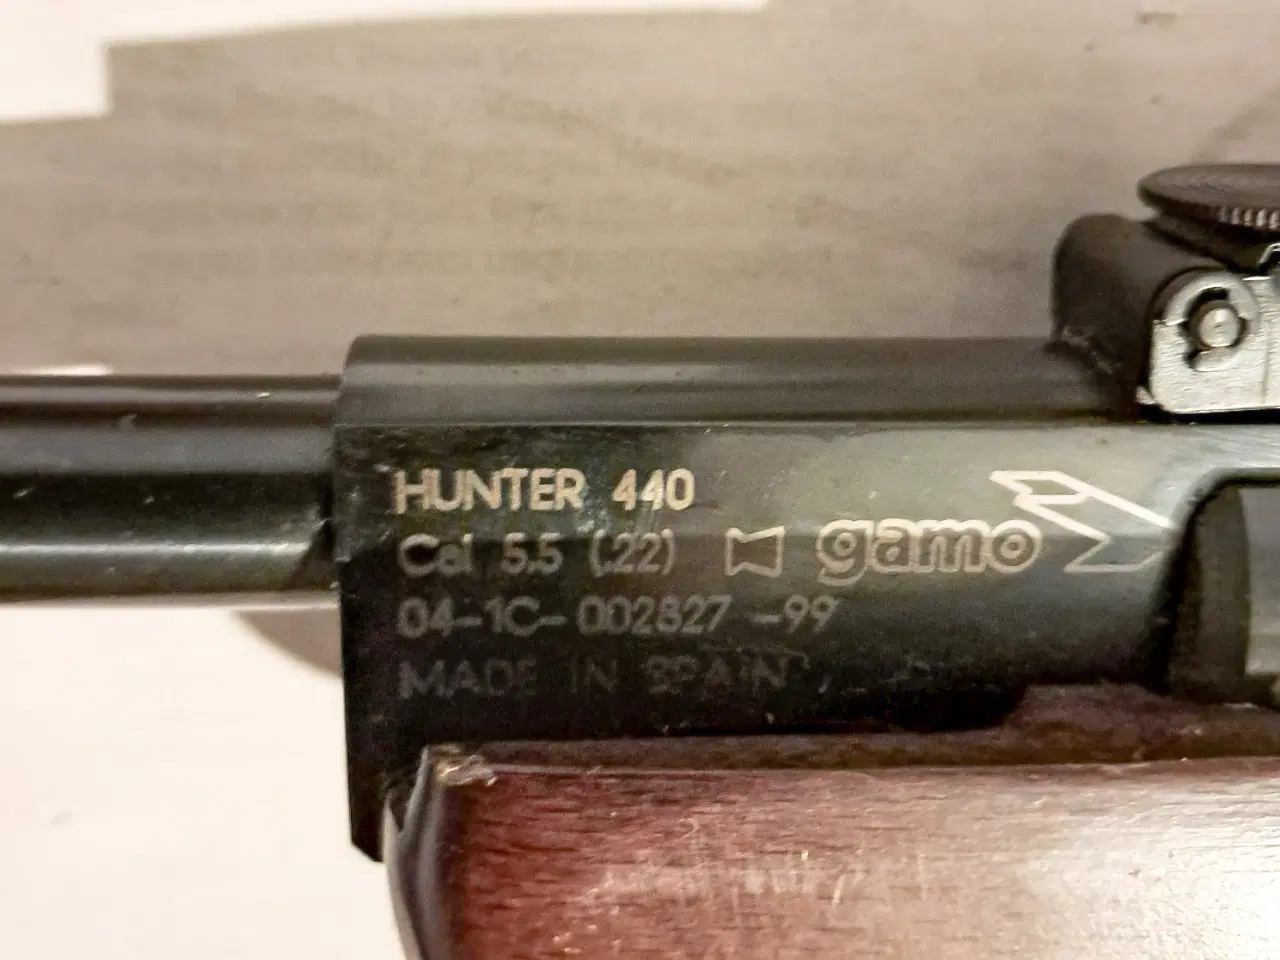 HUNTER 440
Cal 5.5 (.22) gamo
04-1C-002827 -99
MADE IN SPAIN